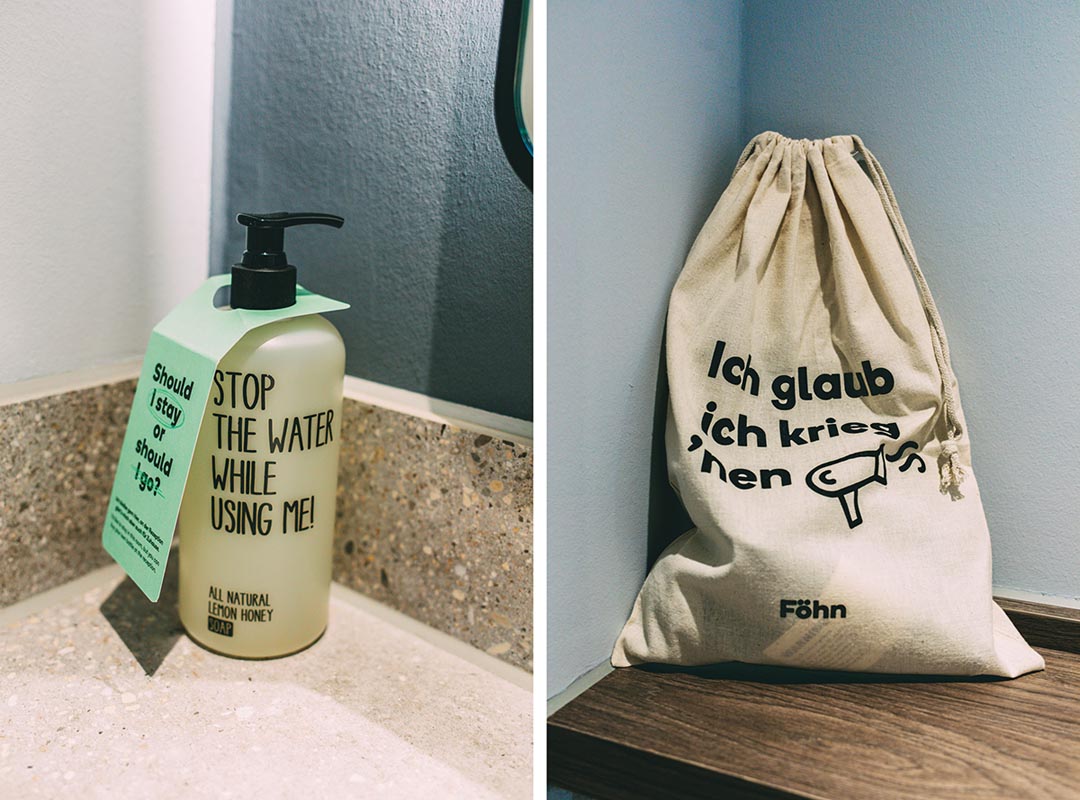 Should
I stay
or
should
I go?
STOP
THE WATER
WHILE
USING ME!
ALL NATURAL
LEMON HONEY
SOAP
Ich glaub
ich krieg
'nen
Föhn